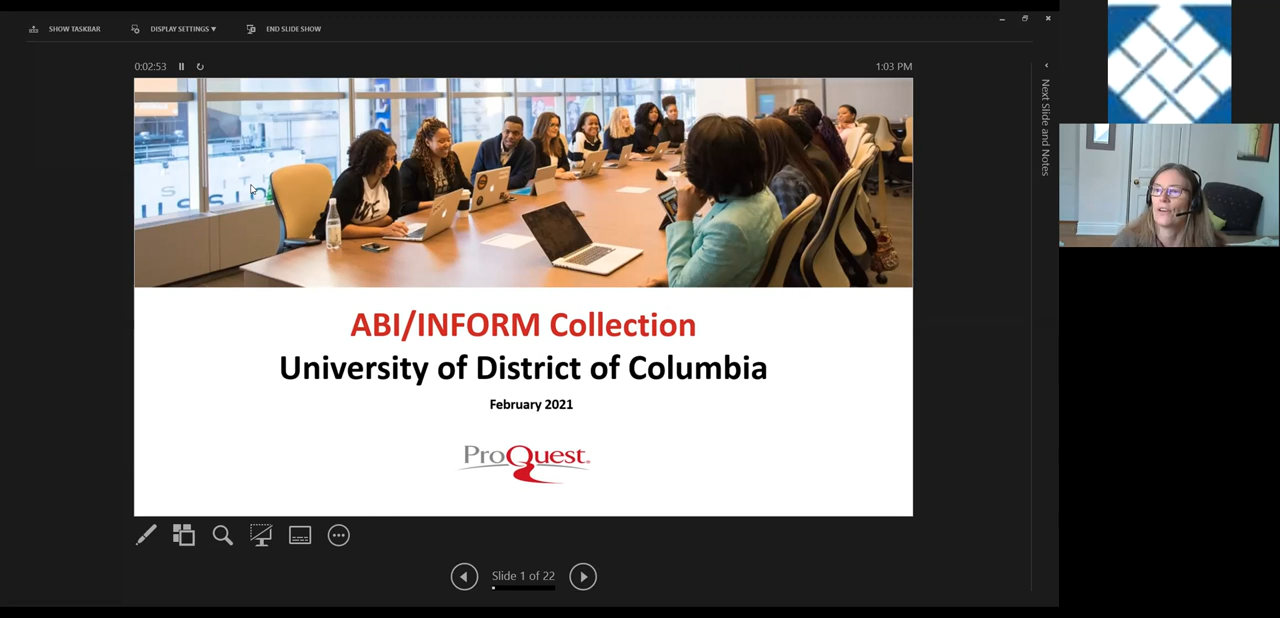 SHOW TASKBAR
DISPLAY SETTINGS ▾
END SLIDE SHOW
0:02:53
1:03 PM
Next Slide and Notes
WE
ABI/INFORM Collection
University of District of Columbia
February 2021
ProQuest®
Slide 1 of 22